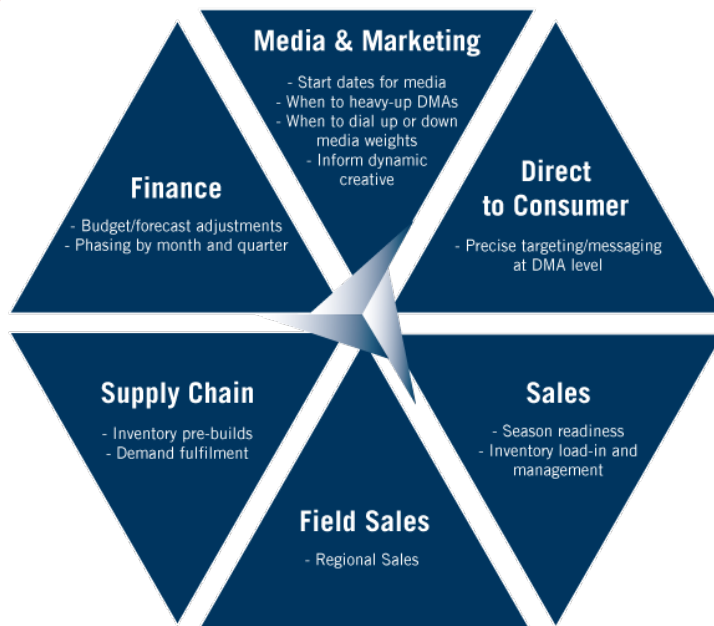 Media & Marketing
- Start dates for media
- When to heavy-up DMAs
- When to dial up or down
media weights
- Inform dynamic
creative
Finance
- Budget/forecast adjustments
- Phasing by month and quarter
Direct
to Consumer
- Precise targeting/messaging
at DMA level
Supply Chain
- Inventory pre-builds
- Demand fulfilment
Sales
- Season readiness
- Inventory load-in and
management
Field Sales
- Regional Sales